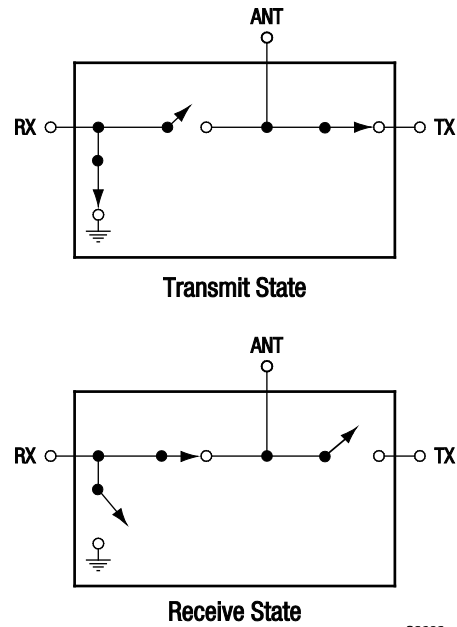 ANT
RX
TX
Transmit State
ANT
RX
TX
Receive State